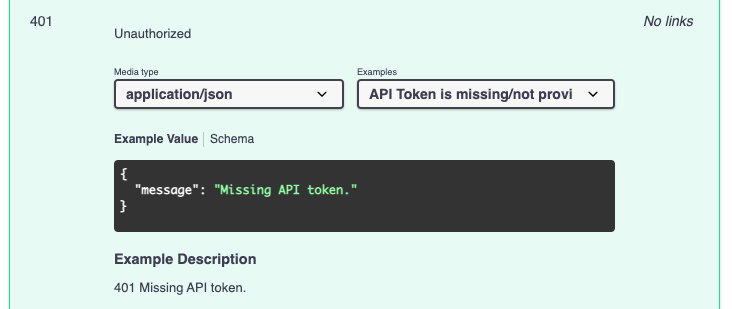 401
No links
Unauthorized
Media type
Examples
application/json
API Token is missing/not provi
Example Value
Schema
{
"message": "Missing API token."
}
Example Description
401 Missing API token.